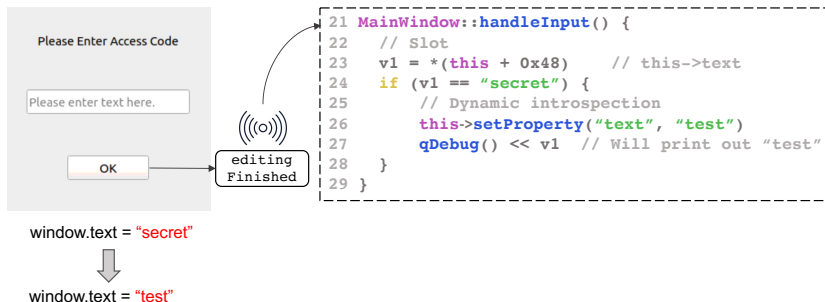 Please Enter Access Code
Please enter text here.
OK
editing
Finished
21 MainWindow::handleInput() {
22 // Slot
23 v1 = *(this + 0x48) // this->text
24 if (v1 == “secret”) {
25 // Dynamic introspection
26 this->setProperty(“text”, “test”)
27 qDebug() << v1 // Will print out “test”
28 }
29 }
window.text = “secret”
window.text = “test”